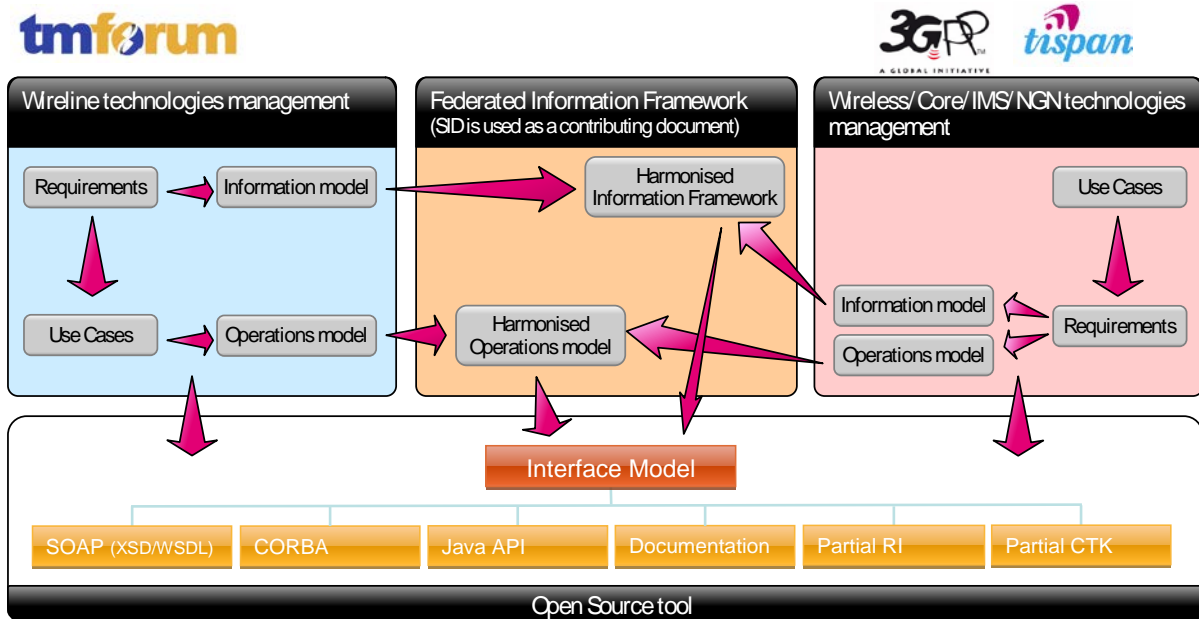 tmforum
3GPP™
A GLOBAL INITIATIVE
tispan
Wireline technologies management
Requirements
Information model
Use Cases
Operations model
Federated Information Framework
(SID is used as a contributing document)
Harmonised
Information Framework
Harmonised
Operations model
Wireless/Core/IMS/NGN technologies
management
Use Cases
Information model
Operations model
Requirements
Interface Model
SOAP (XSD/WSDL)
CORBA
Java API
Documentation
Partial RI
Partial CTK
Open Source tool